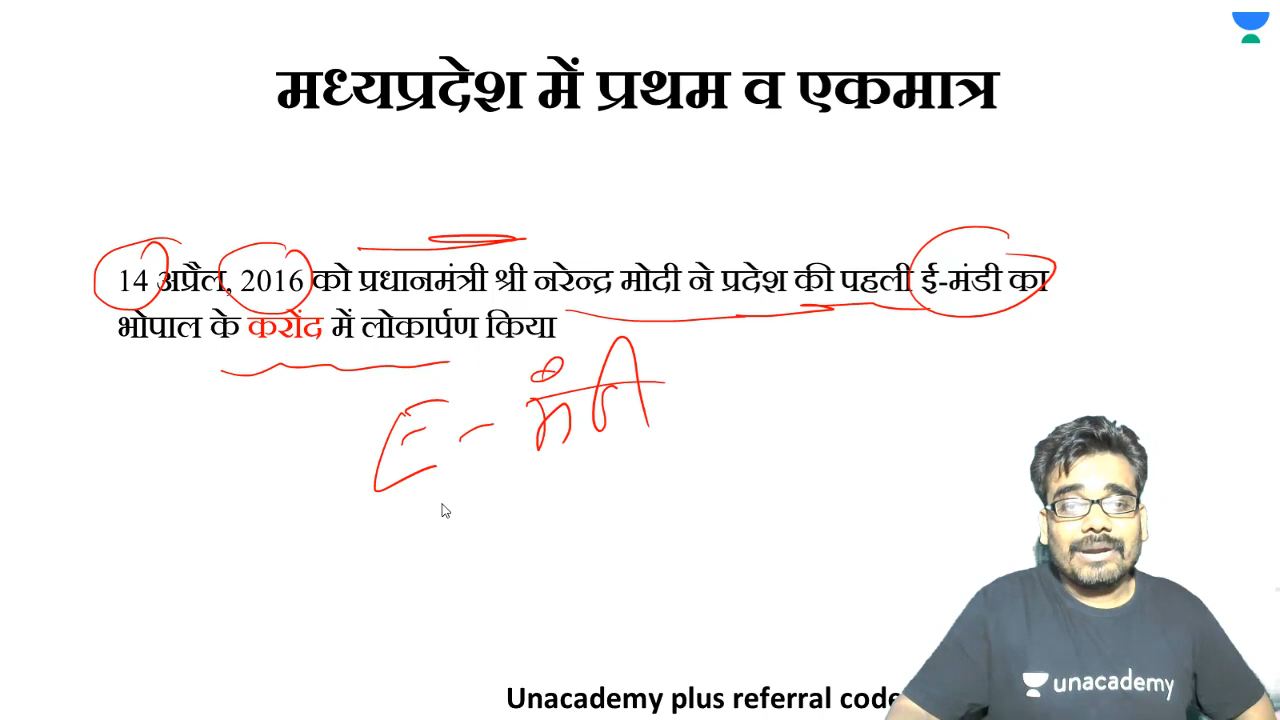 मध्यप्रदेश में प्रथम व एकमात्र
14 अप्रैल, 2016 को प्रधानमंत्री श्री नरेन्द्र मोदी ने प्रदेश की पहली ई-मंडी का
भोपाल के करोंद में लोकार्पण किया
E - मंडी
unacademy
Unacademy plus referral code